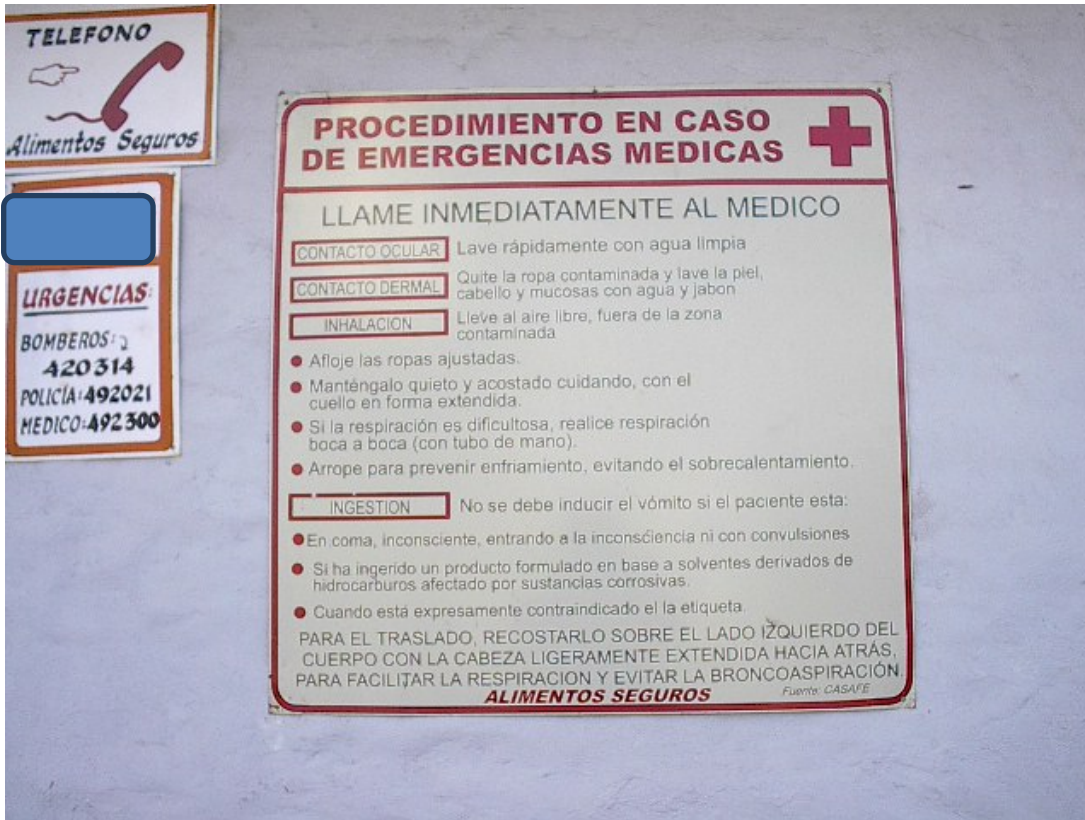 TELEFONO
Alimentos Seguros
URGENCIAS:
BOMBEROS:
420314
POLICÍA:492021
MEDICO:492300
PROCEDIMIENTO EN CASO
DE EMERGENCIAS MEDICAS
LLAME INMEDIATAMENTE AL MEDICO
CONTACTO OCULAR Lave rápidamente con agua limpia
CONTACTO DERMAL Quite la ropa contaminada y lave la piel,
cabello y mucosas con agua y jabon
INHALACION Lleve al aire libre, fuera de la zona
contaminada
Afloje las ropas ajustadas.
Manténgalo quieto y acostado cuidando, con el
cuello en forma extendida.
Si la respiración es dificultosa, realice respiración
boca a boca (con tubo de mano).
Arrope para prevenir enfriamiento, evitando el sobrecalentamiento.
INGESTION No se debe inducir el vómito si el paciente esta:
En coma, inconsciente, entrando a la inconsciencia ni con convulsiones
Si ha ingerido un producto formulado en base a solventes derivados de
hidrocarburos afectado por sustancias corrosivas.
Cuando está expresamente contraindicado el la etiqueta.
PARA EL TRASLADO, RECOSTARLO SOBRE EL LADO IZQUIERDO DEL
CUERPO CON LA CABEZA LIGERAMENTE EXTENDIDA HACIA ATRÁS,
PARA FACILITAR LA RESPIRACION Y EVITAR LA BRONCOASPIRACIÓN.
ALIMENTOS SEGUROS
Fuente: CASAFE